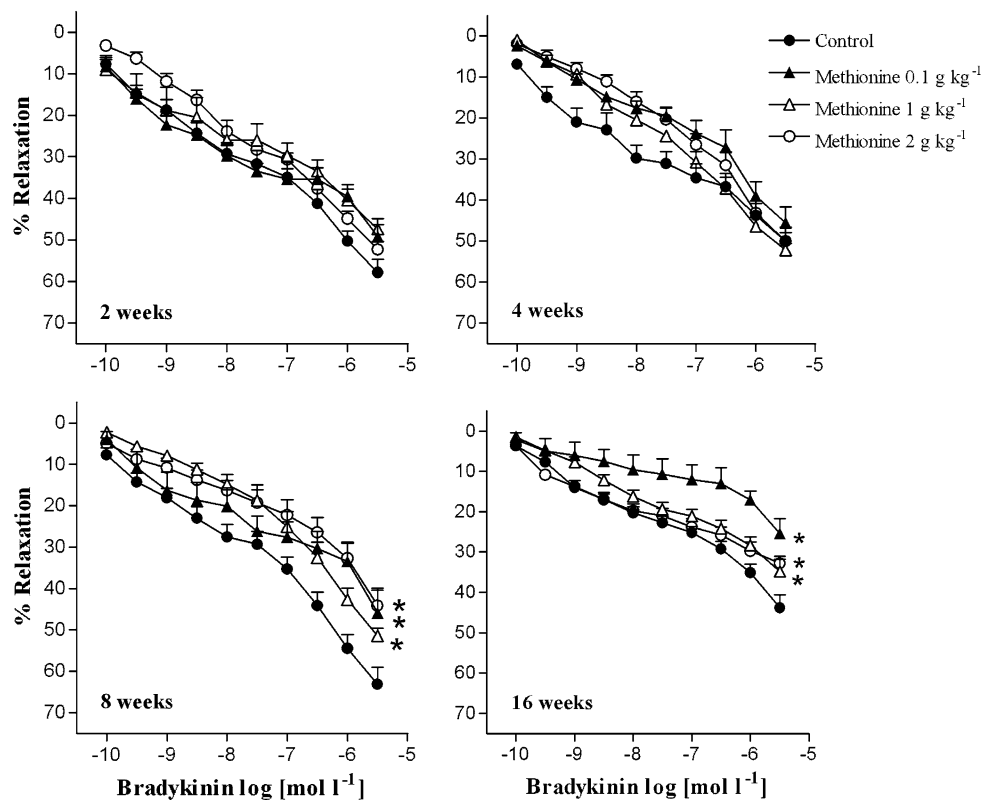 0
10
20
30
40
50
60
70
% Relaxation
2 weeks
-10 -9 -8 -7 -6 -5
0
10
20
30
40
50
60
70
4 weeks
-10 -9 -8 -7 -6 -5
Control
Methionine 0.1 g kg⁻¹
Methionine 1 g kg⁻¹
Methionine 2 g kg⁻¹
0
10
20
30
40
50
60
70
% Relaxation
*
*
*
8 weeks
-10 -9 -8 -7 -6 -5
Bradykinin log [mol l⁻¹]
0
10
20
30
40
50
60
70
*
*
*
16 weeks
-10 -9 -8 -7 -6 -5
Bradykinin log [mol l⁻¹]